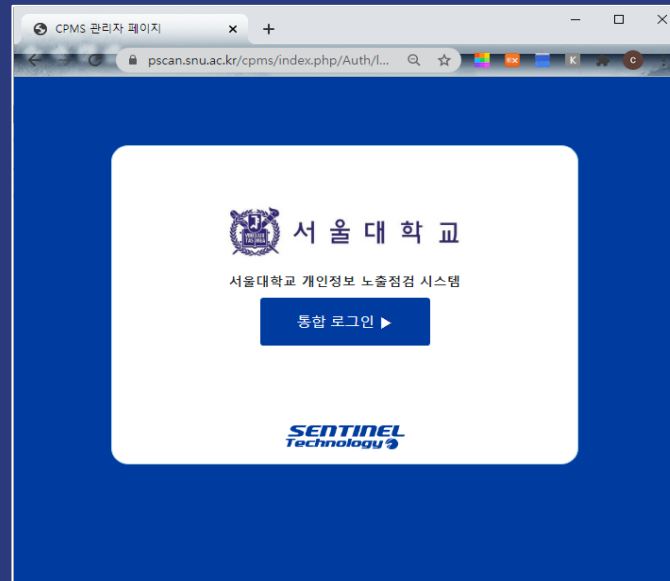 CPMS 관리자 페이지
pscan.snu.ac.kr/cpms/index.php/Auth/l...
K
C
서울대학교
서울대학교 개인정보 노출점검 시스템
통합 로그인 ▶
SENTINEL
Technology